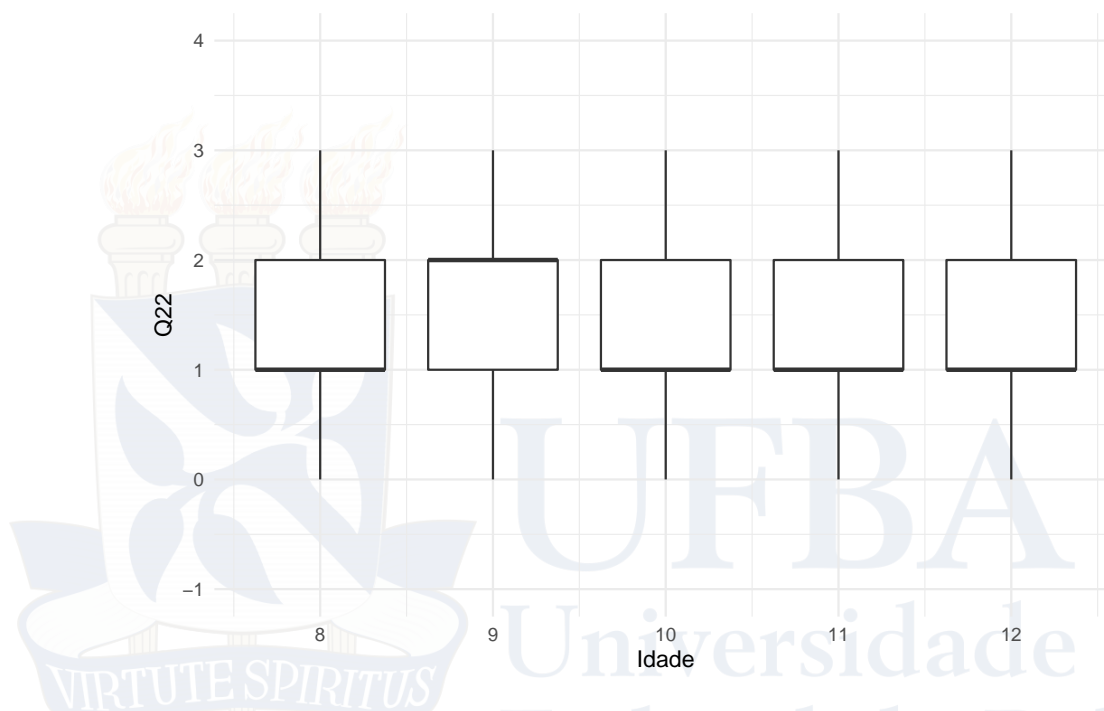 4
3
2
1
0
−1
Q22
8 9 10 11 12
Idade
UFBA
Universidade
VIRTUTE SPIRITUS